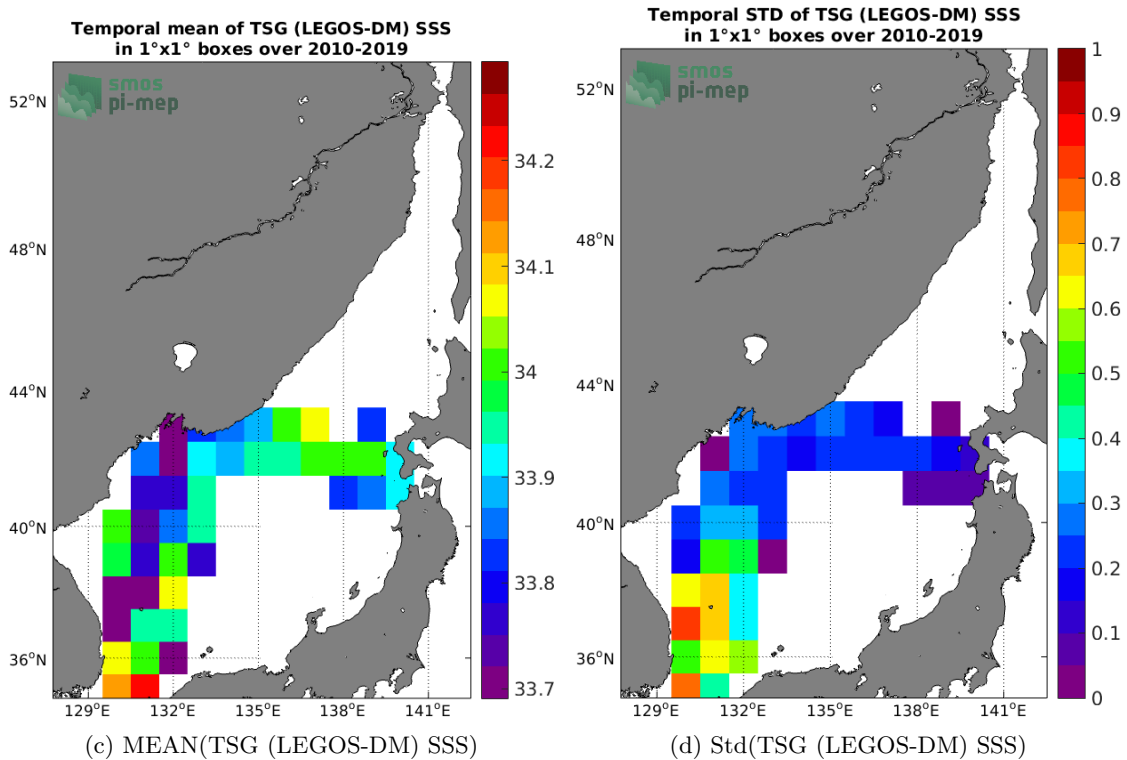 Temporal mean of TSG (LEGOS-DM) SSS
in 1°x1° boxes over 2010-2019
smos
pi-mep
52°N
48°N
44°N
40°N
36°N
129°E 132°E 135°E 138°E 141°E
34.2
34.1
34
33.9
33.8
33.7
(c) MEAN(TSG (LEGOS-DM) SSS)
Temporal STD of TSG (LEGOS-DM) SSS
in 1°x1° boxes over 2010-2019
smos
pi-mep
52°N
48°N
44°N
40°N
36°N
129°E 132°E 135°E 138°E 141°E
1
0.9
0.8
0.7
0.6
0.5
0.4
0.3
0.2
0.1
0
(d) Std(TSG (LEGOS-DM) SSS)